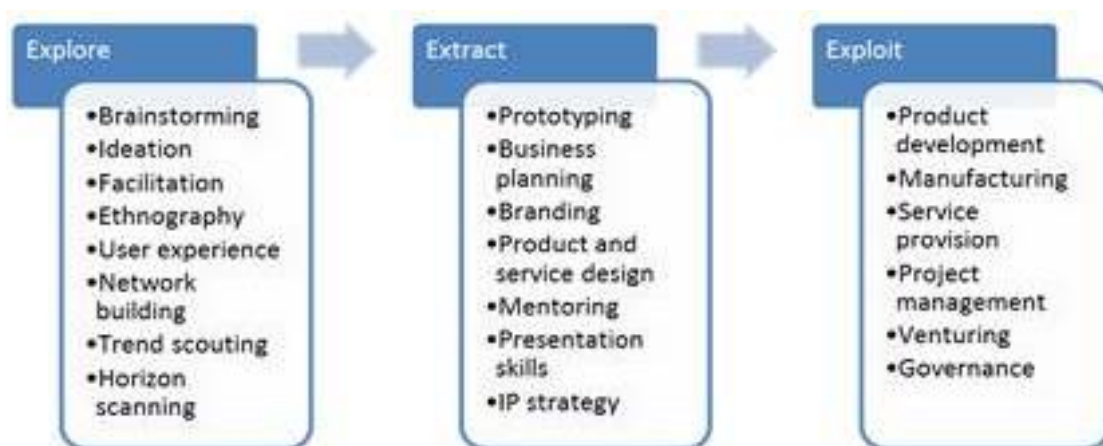 Explore
•Brainstorming
•Ideation
•Facilitation
•Ethnography
•User experience
•Network
building
•Trend scouting
•Horizon
scanning
Extract
•Prototyping
•Business
planning
•Branding
•Product and
service design
•Mentoring
•Presentation
skills
•IP strategy
Exploit
•Product
development
•Manufacturing
•Service
provision
•Project
management
•Venturing
•Governance